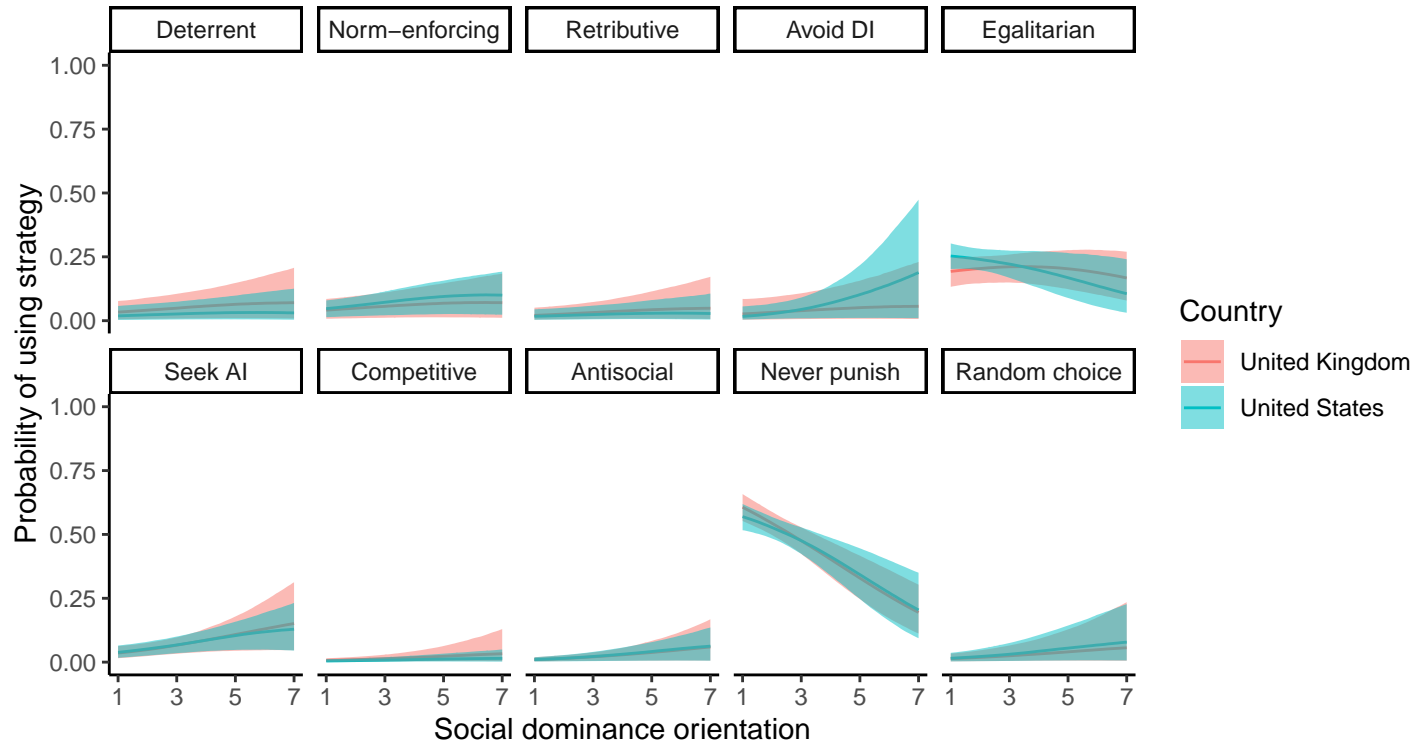 Deterrent
Norm−enforcing
Retributive
Avoid DI
Egalitarian
1.00
0.75
0.50
0.25
0.00
Seek AI
Competitive
Antisocial
Never punish
Random choice
1.00
0.75
0.50
0.25
0.00
1 3 5 7
1 3 5 7
1 3 5 7
1 3 5 7
1 3 5 7
Social dominance orientation
Probability of using strategy
Country
United Kingdom
United States